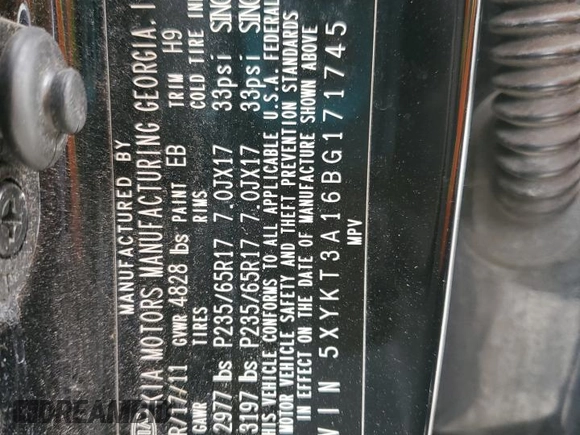 MANUFACTURED BY
KIA MOTORS MANUFACTURING GEORGIA, I
/11 GVWR 4828 lbs PAINT EB TRIM H9
GAWR TIRES RIMS COLD TIRE IN
2977 lbs P235/65R17 7.0JX17 33psi SING
3197 lbs P235/65R17 7.0JX17 33psi SING
THIS VEHICLE CONFORMS TO ALL APPLICABLE U.S.A. FEDERAL
MOTOR VEHICLE SAFETY AND THEFT PREVENTION STANDARDS
IN EFFECT ON THE DATE OF MANUFACTURE SHOWN ABOVE
VIN 5XYKT3A16BG171745
MPV
DREAM